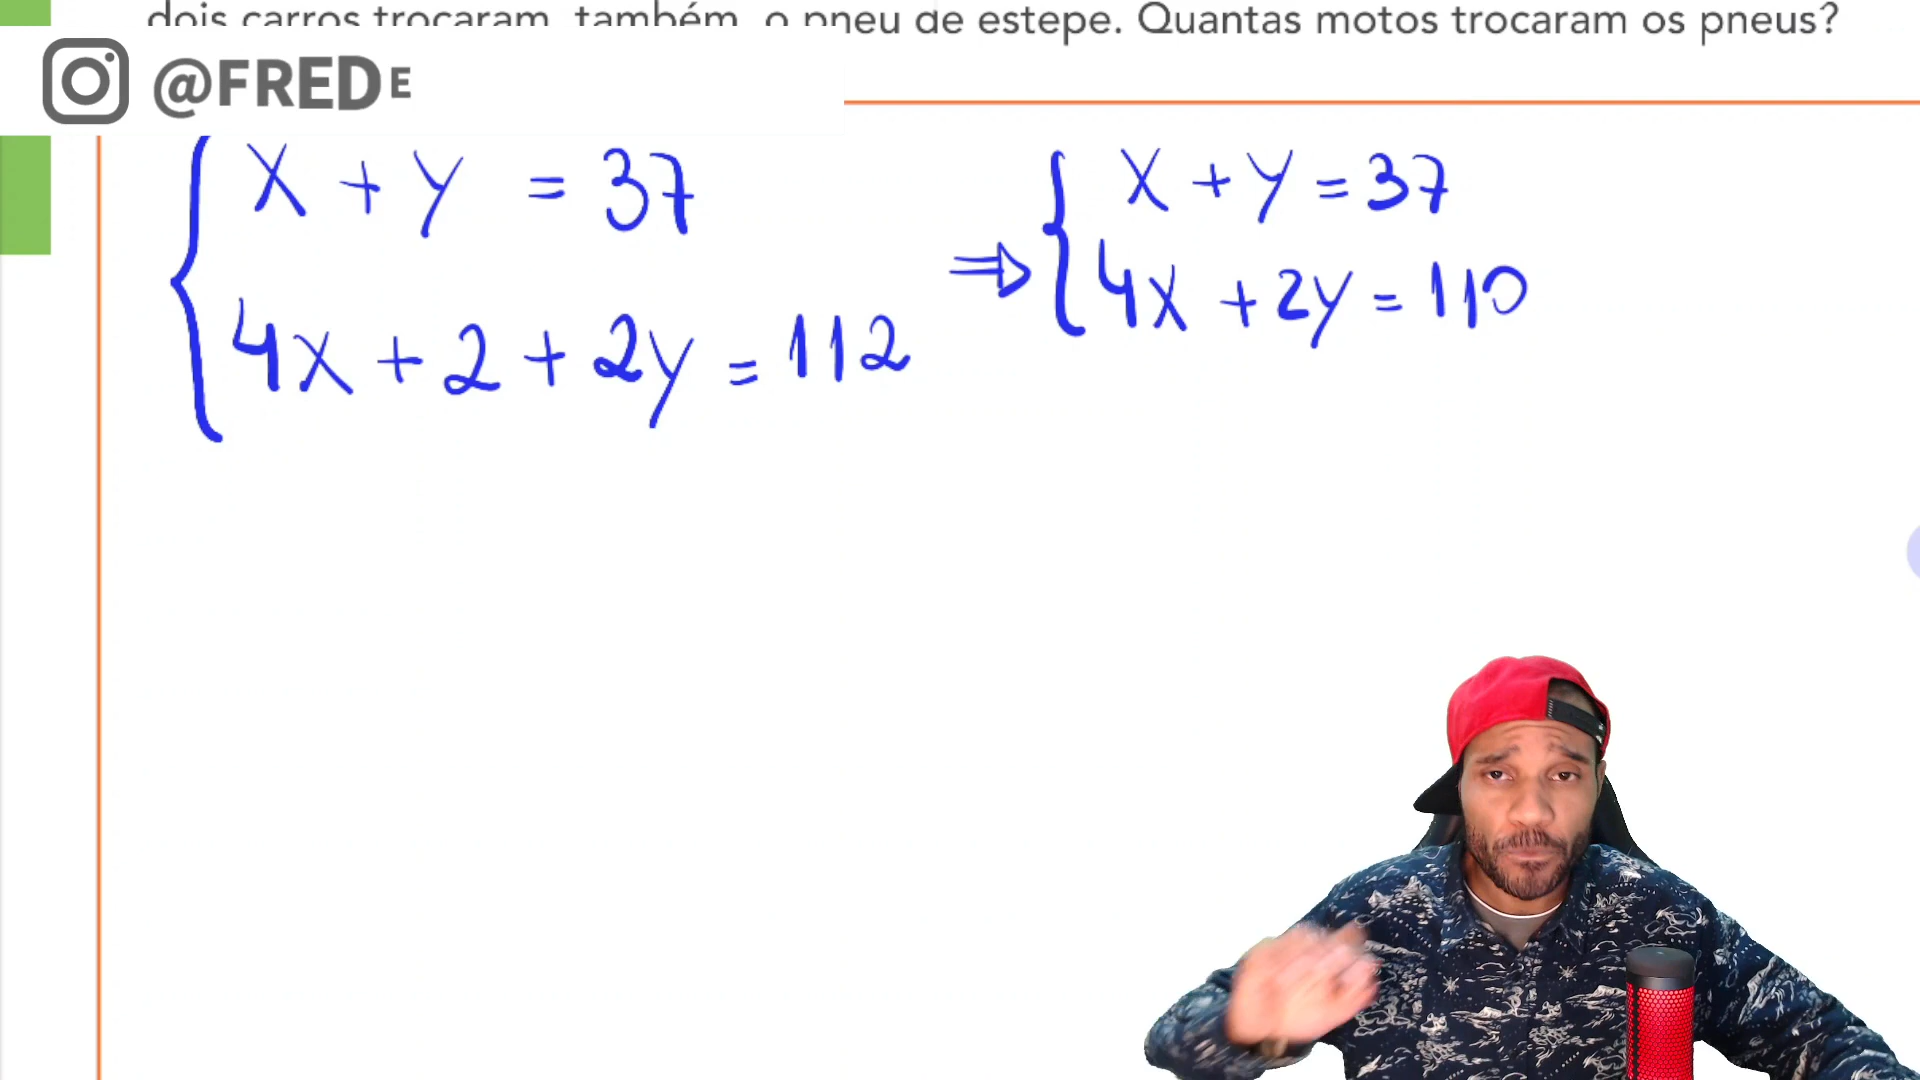 dois carros trocaram, também, o pneu de estepe. Quantas motos trocaram os pneus?
@FREDE
X + y = 37
4X + 2 + 2y = 112
⇒
X + y = 37
4X + 2y = 110